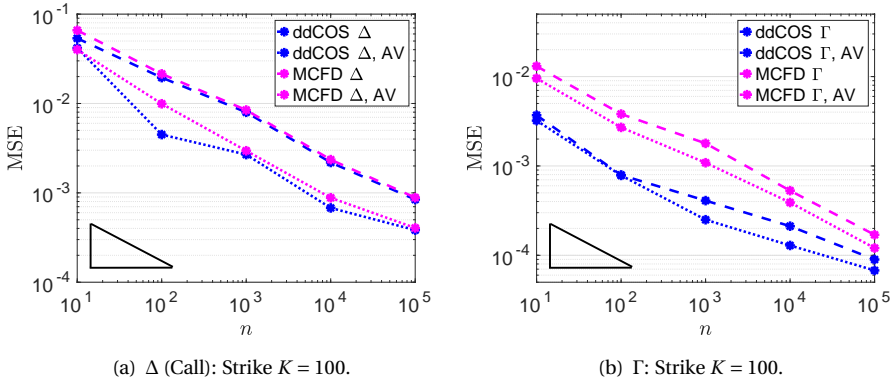 10^-1
10^-2
10^-3
10^-4
MSE
ddCOS Δ
ddCOS Δ, AV
MCFD Δ
MCFD Δ, AV
10^1 10^2 10^3 10^4 10^5
n
(a) Δ (Call): Strike K = 100.
10^-2
10^-3
10^-4
MSE
ddCOS Γ
ddCOS Γ, AV
MCFD Γ
MCFD Γ, AV
10^1 10^2 10^3 10^4 10^5
n
(b) Γ: Strike K = 100.